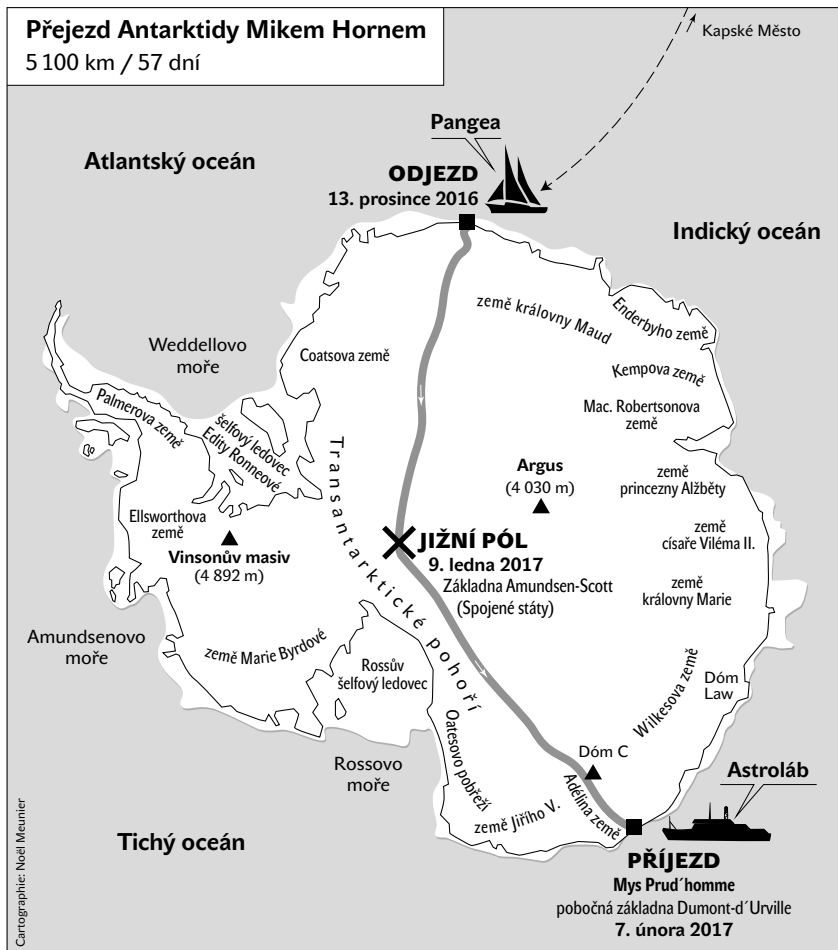 Přejezd Antarktidy Mikem Hornem
5 100 km / 57 dní
Kapské Město
Pangea
Atlantský oceán
ODJEZD
13. prosince 2016
Indický oceán
země královny Maud
Enderbyho země
Weddellovo
moře
Coatsova země
Kempova země
Palmerova země
šelfový ledovec
Edity Ronneové
Mac. Robertsonova
země
Transantarktické pohoří
Argus
(4 030 m)
země
princezny Alžběty
Ellsworthova
země
Vinsonův masiv
(4 892 m)
JIŽNÍ PÓL
9. ledna 2017
Základna Amundsen-Scott
(Spojené státy)
země
císaře Viléma II.
země
královny Marie
Amundsenovo
moře
země Marie Byrdové
Rossův
šelfový ledovec
Wilkesova země
Dóm
Law
Rossovo
moře
Oatesovo pobřeží
Dóm C
země Jiřího V.
Adélina země
Astroláb
Tichý oceán
PŘÍJEZD
Mys Prud´homme
pobočná základna Dumont-d´Urville
7. února 2017
Cartographie: Noël Meunier